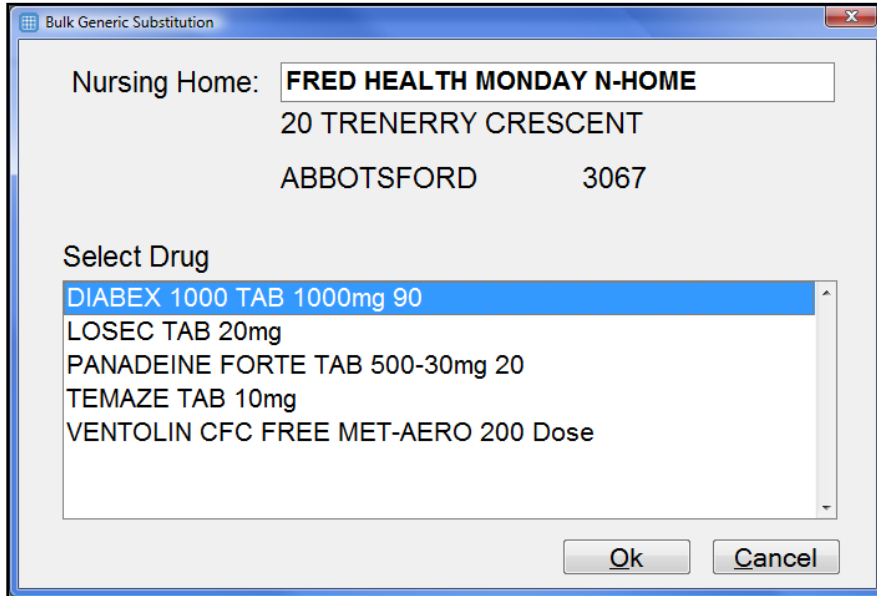 Bulk Generic Substitution
Nursing Home: FRED HEALTH MONDAY N-HOME
20 TRENERRY CRESCENT
ABBOTSFORD 3067
Select Drug
DIABEX 1000 TAB 1000mg 90
LOSEC TAB 20mg
PANADEINE FORTE TAB 500-30mg 20
TEMAZE TAB 10mg
VENTOLIN CFC FREE MET-AERO 200 Dose
Ok Cancel